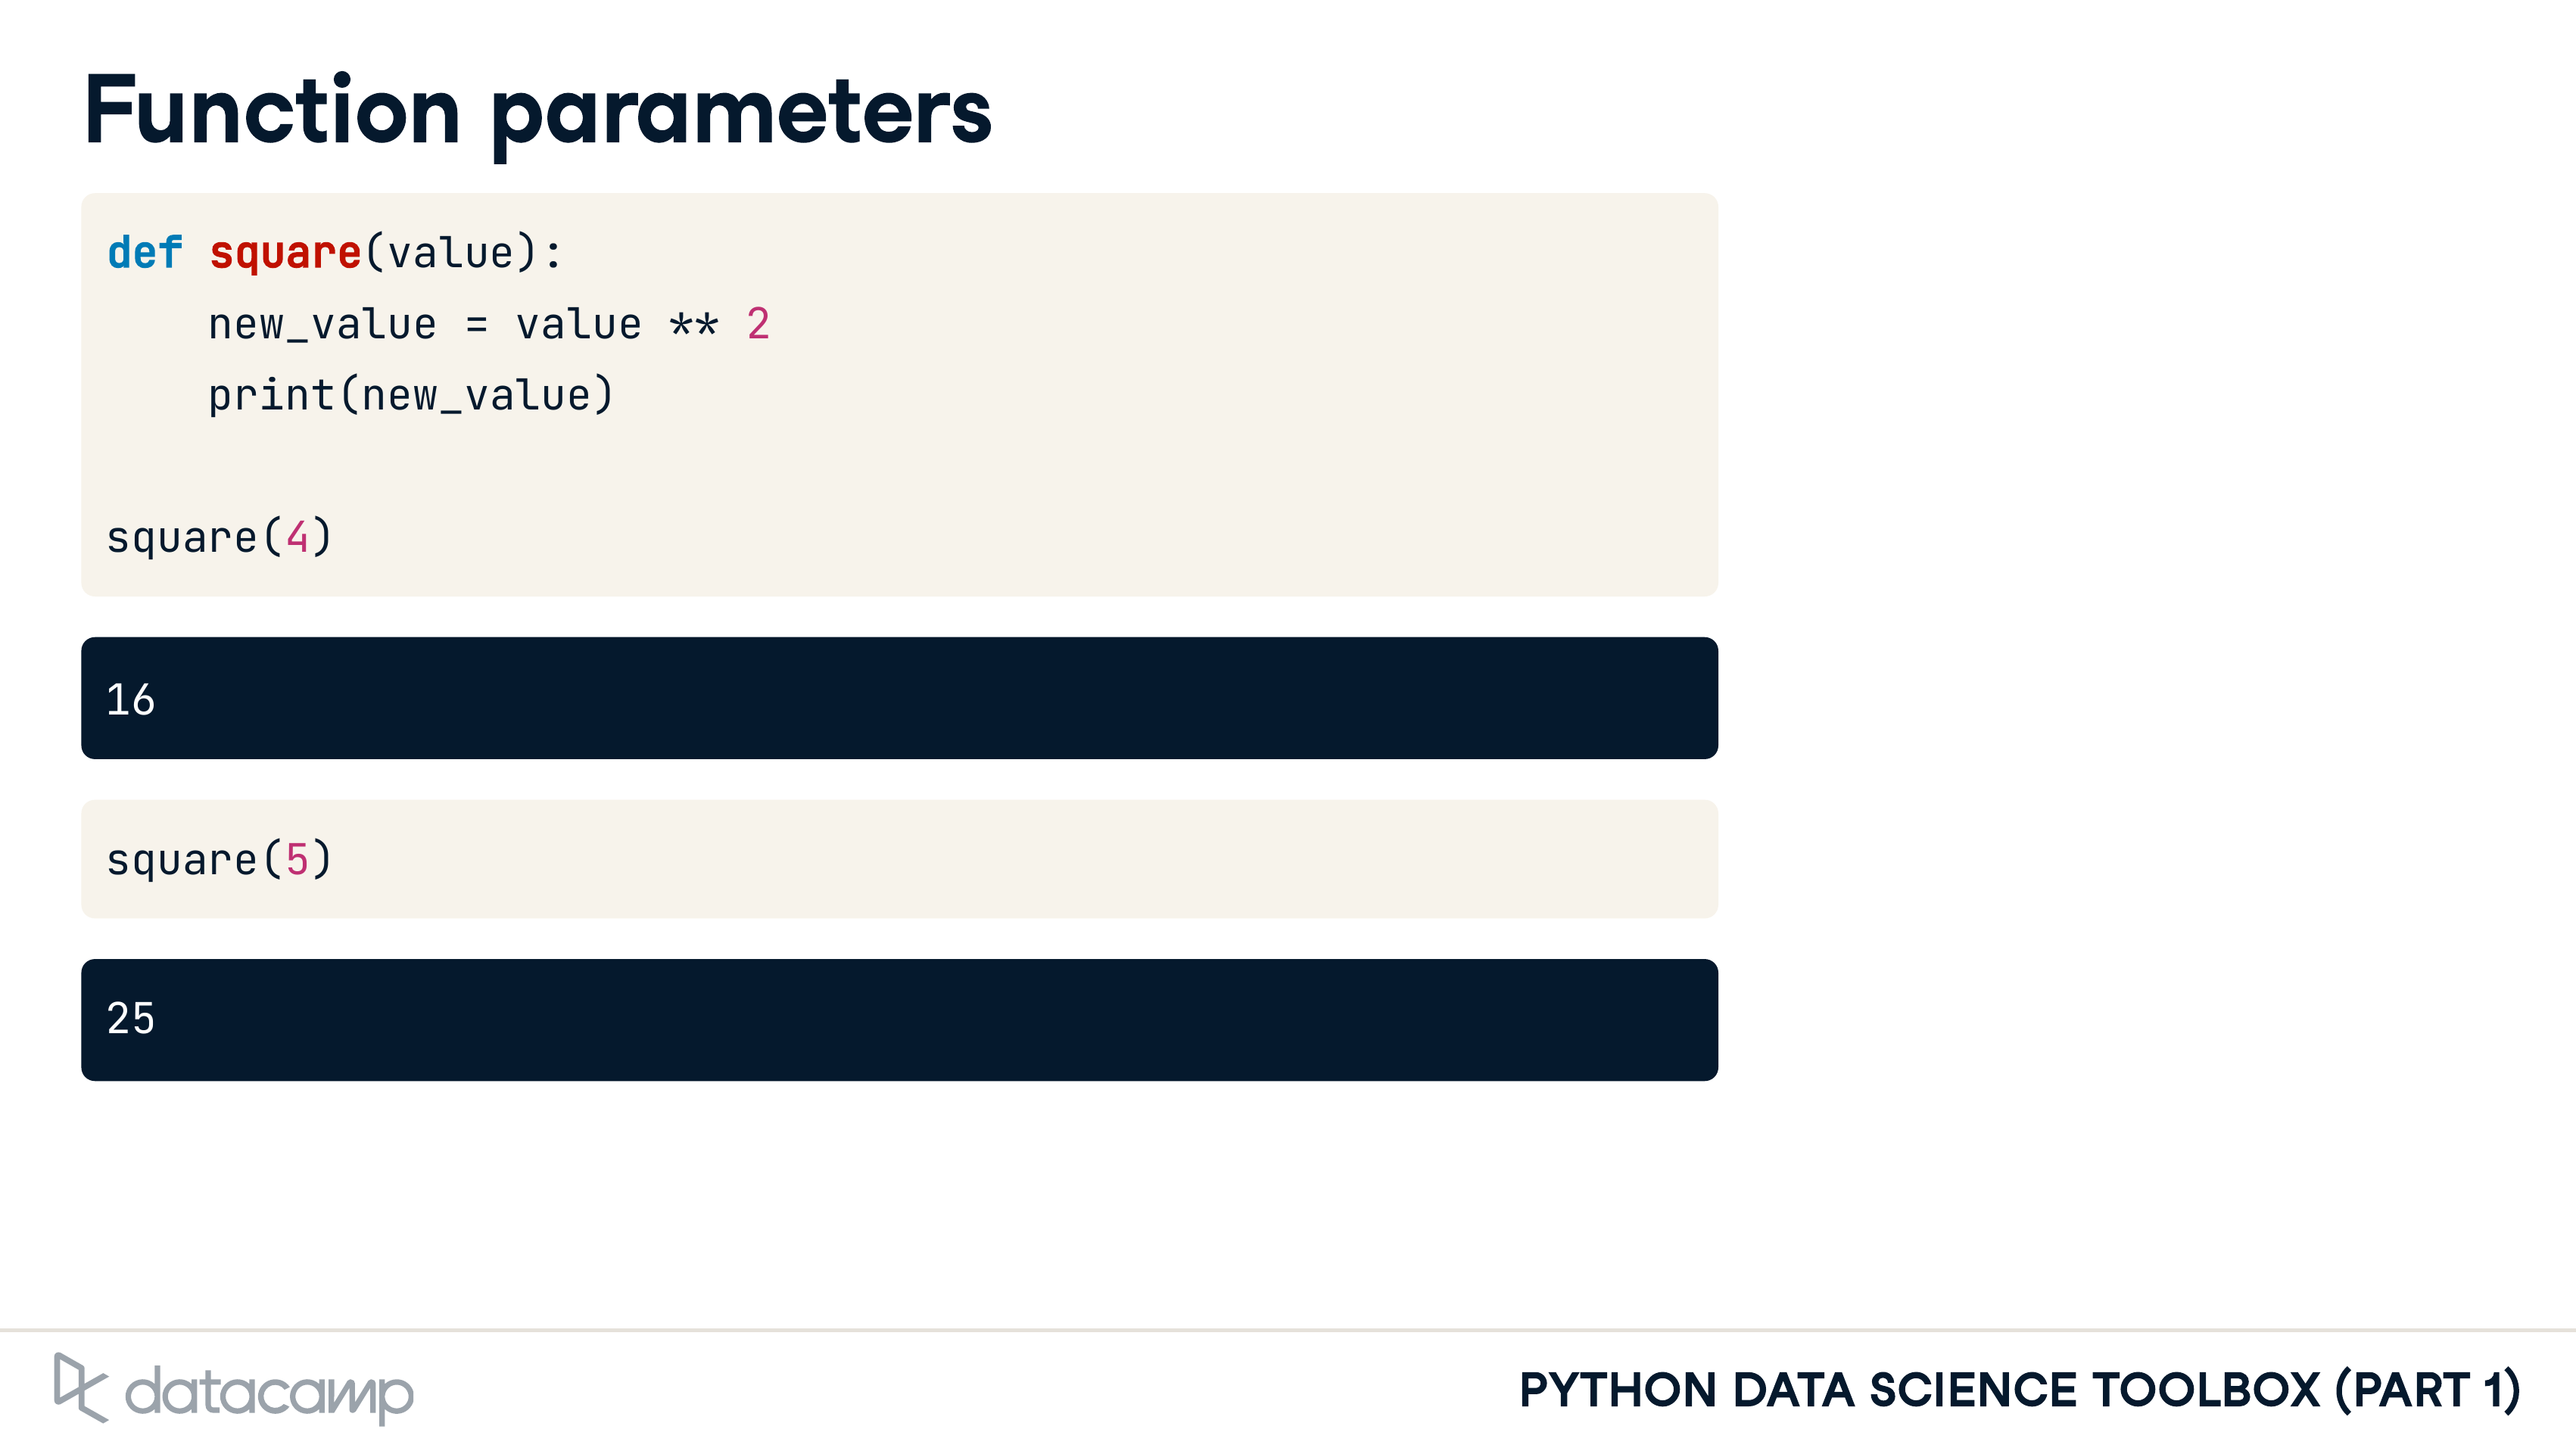 Function parameters
def square(value):
    new_value = value ** 2
    print(new_value)
square(4)
16
square(5)
25
datacamp
PYTHON DATA SCIENCE TOOLBOX (PART 1)